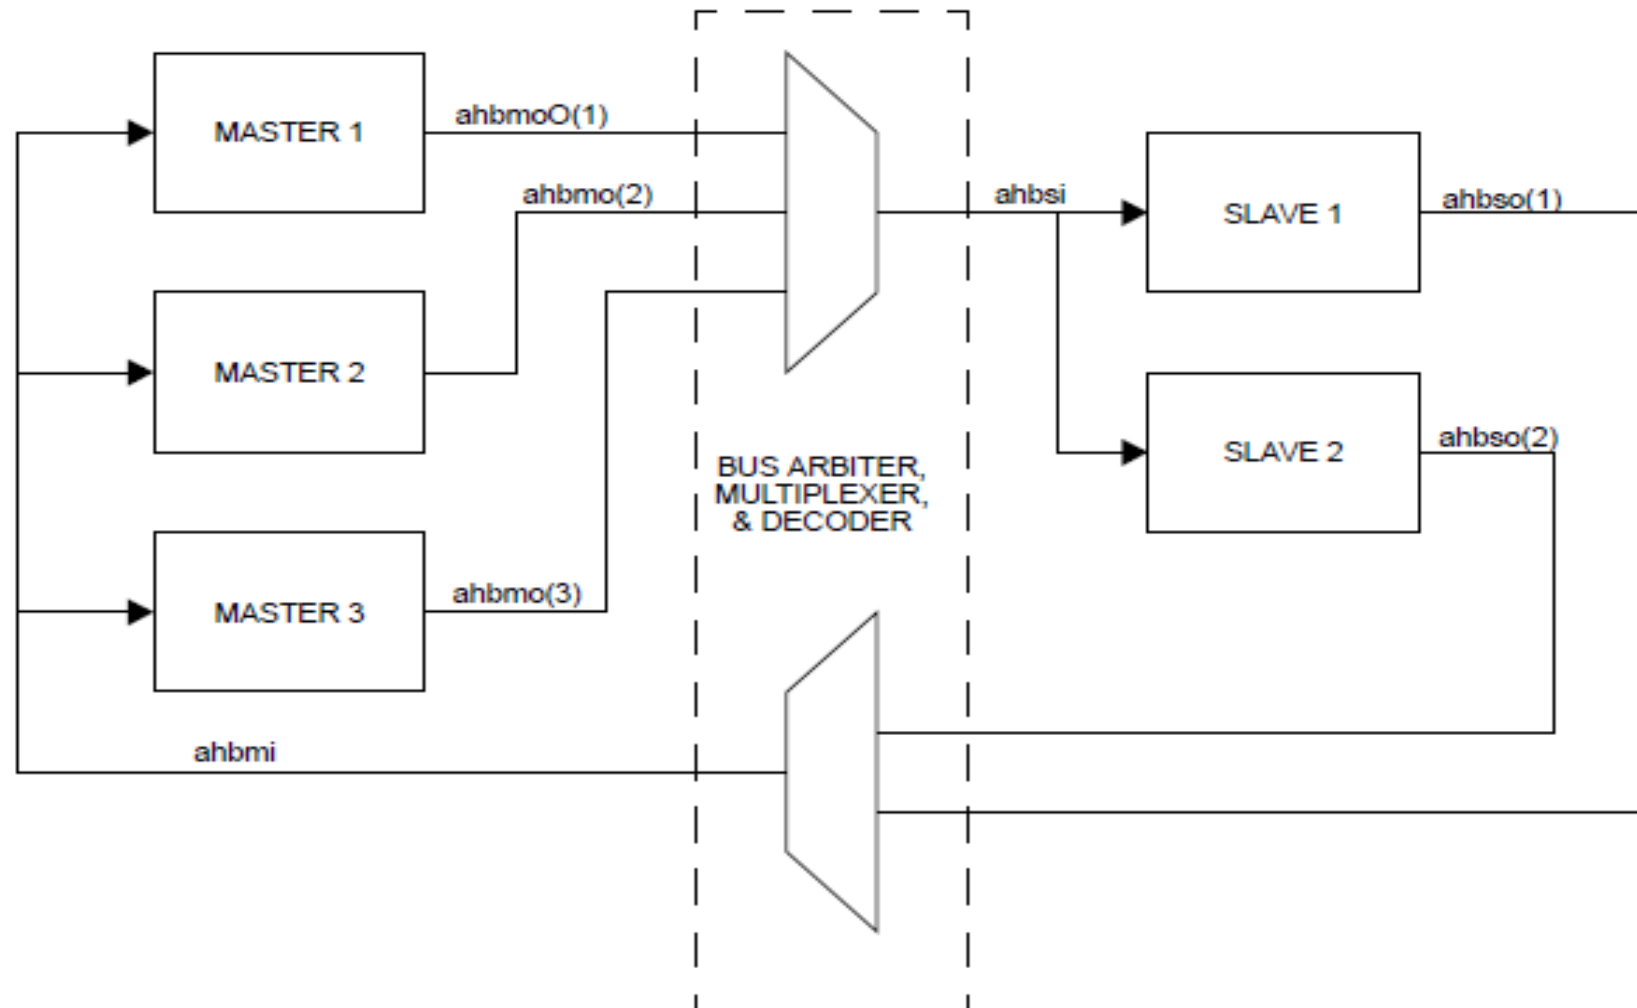 MASTER 1
ahbmoO(1)
ahbmo(2)
ahbsi
SLAVE 1
ahbso(1)
MASTER 2
SLAVE 2
ahbso(2)
BUS ARBITER,
MULTIPLEXER,
& DECODER
MASTER 3
ahbmo(3)
ahbmi